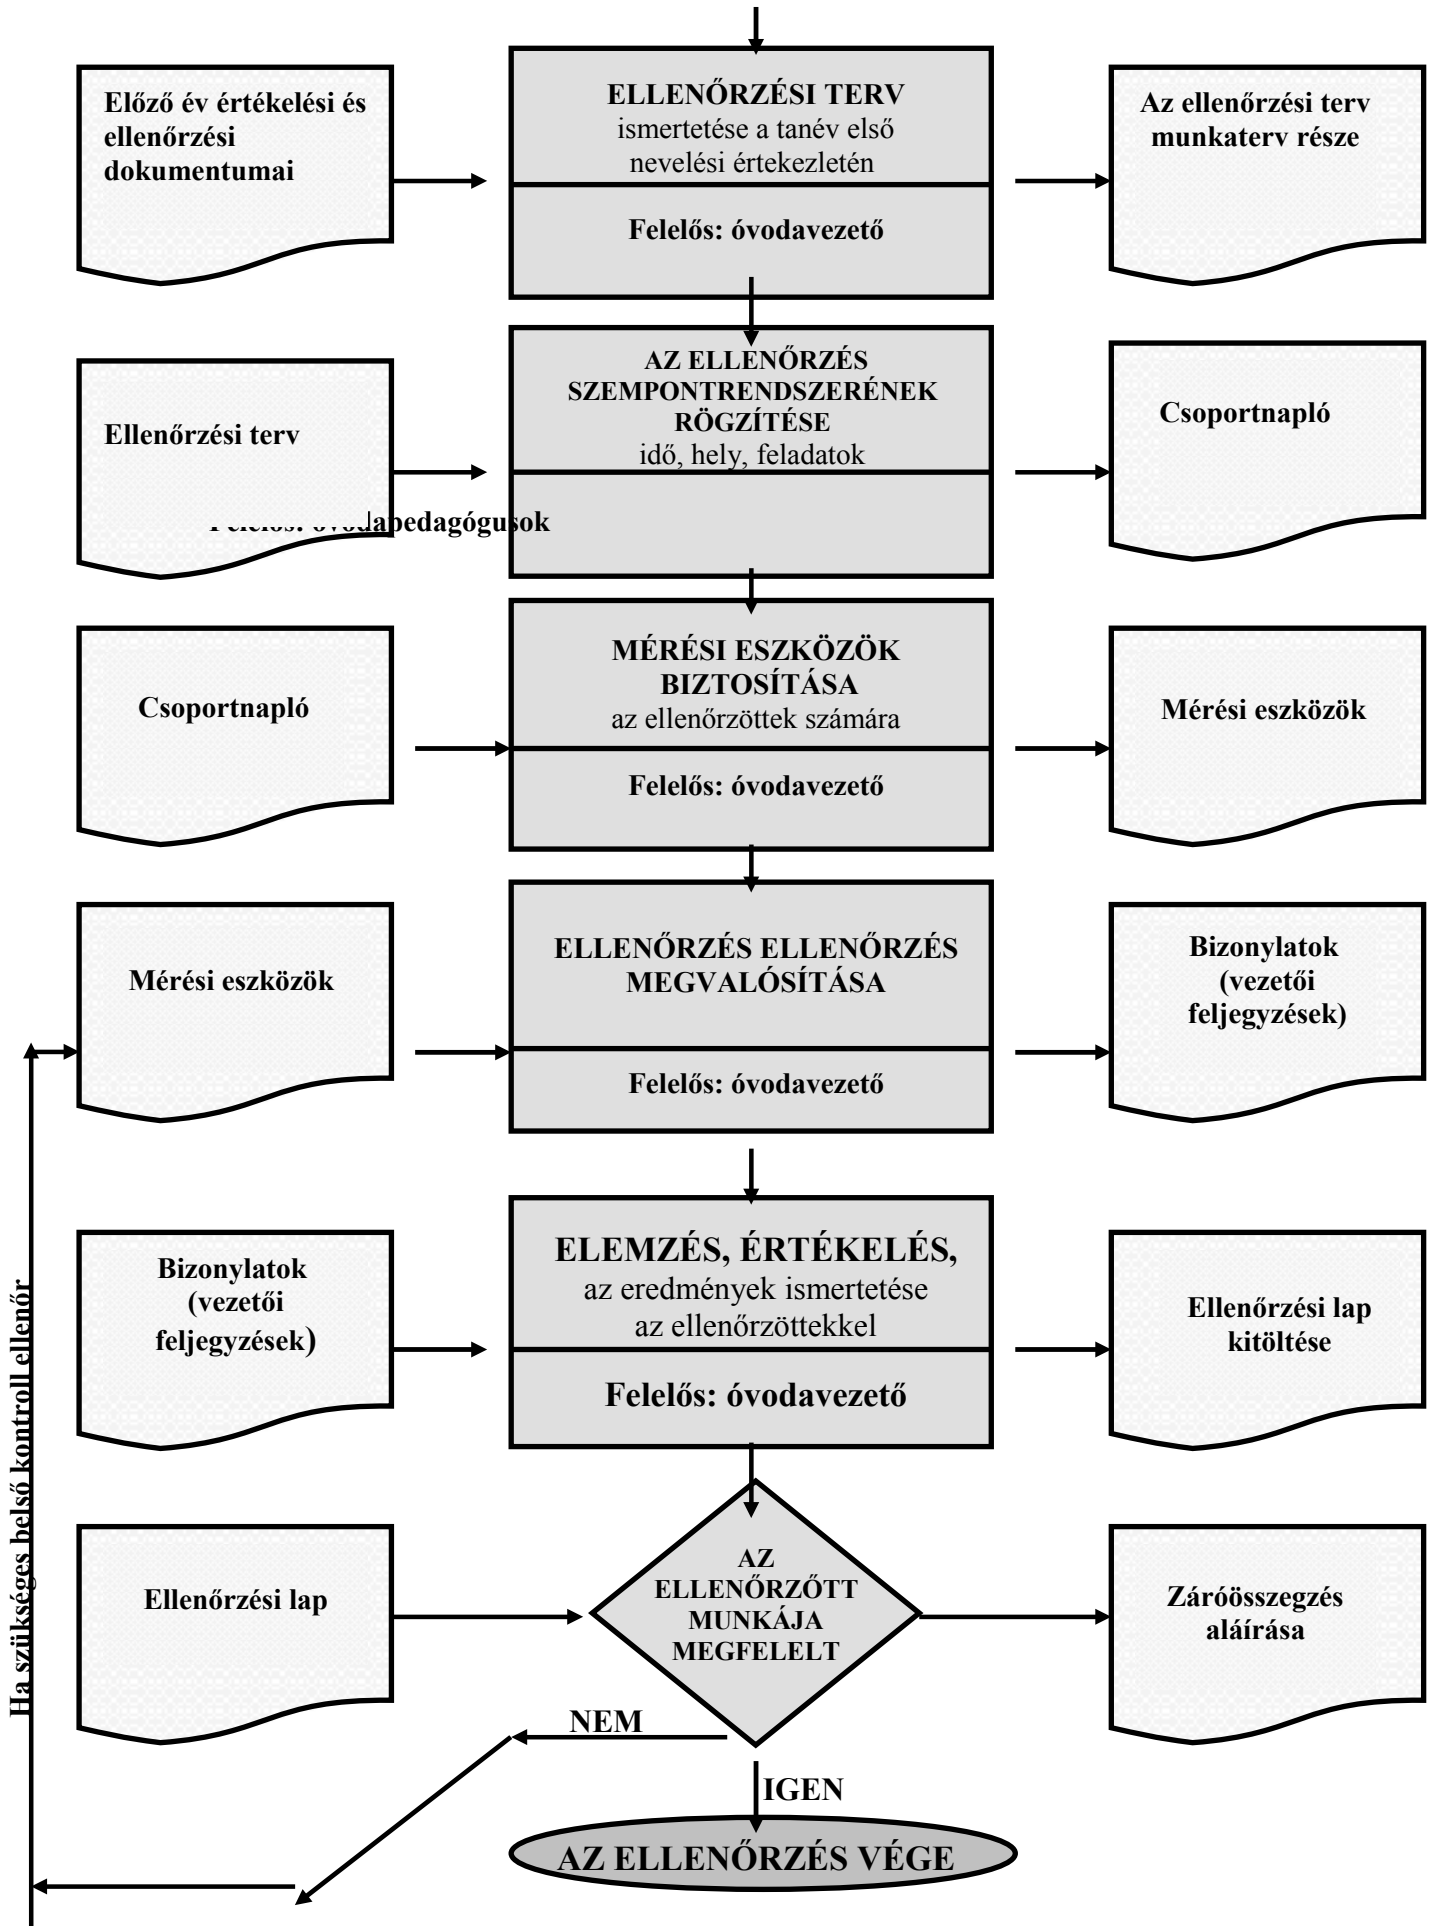 Előző év értékelési és
ellenőrzési
dokumentumai
ELLENŐRZÉSI TERV
ismertetése a tanév első
nevelési értekezletén
Felelős: óvodavezető
Az ellenőrzési terv
munkaterv része
Ellenőrzési terv
AZ ELLENŐRZÉS
SZEMPONTRENDSZERÉNEK
RÖGZÍTÉSE
idő, hely, feladatok
Felelős: óvodapedagógusok
Csoportnapló
Csoportnapló
MÉRÉSI ESZKÖZÖK
BIZTOSÍTÁSA
az ellenőrzöttek számára
Felelős: óvodavezető
Mérési eszközök
Mérési eszközök
ELLENŐRZÉS ELLENŐRZÉS
MEGVALÓSÍTÁSA
Felelős: óvodavezető
Bizonylatok
(vezetői
feljegyzések)
Bizonylatok
(vezetői
feljegyzések)
ELEMZÉS, ÉRTÉKELÉS,
az eredmények ismertetése
az ellenőrzöttekkel
Felelős: óvodavezető
Ellenőrzési lap
kitöltése
Ha szükséges belső kontroll ellenőr
Ellenőrzési lap
AZ
ELLENŐRZŐTT
MUNKÁJA
MEGFELELT
Záróösszegzés
aláírása
NEM
IGEN
AZ ELLENŐRZÉS VÉGE